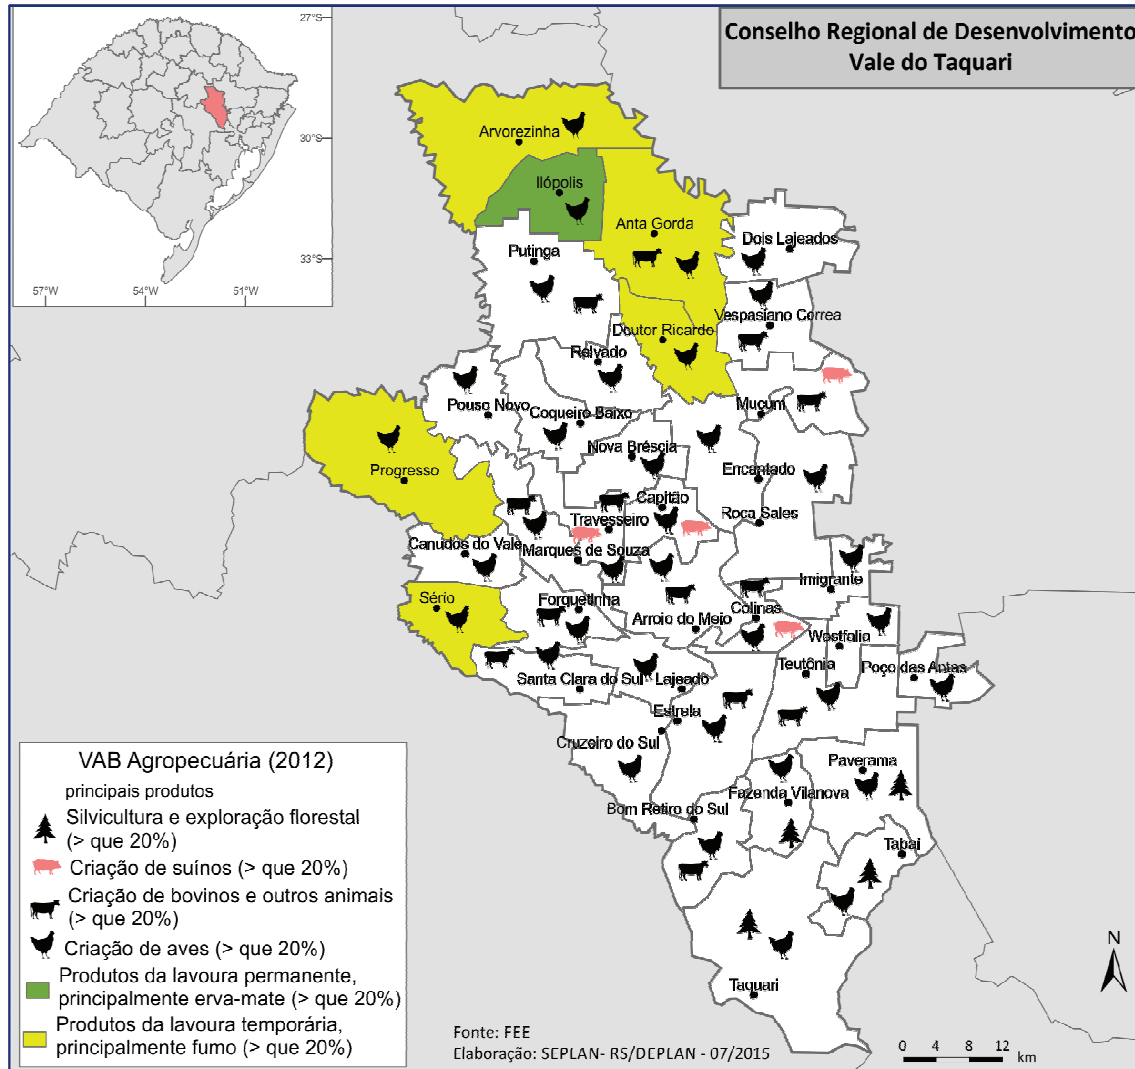 Conselho Regional de Desenvolvimento
Vale do Taquari
27°S
30°S
33°S
57°W
54°W
51°W
Arvorezinha
Ilópolis
Anta Gorda
Dois Lajeados
Putinga
Vespasiano Correa
Doutor Ricardo
Relvado
Pouso Novo
Coqueiro Baixo
Muçum
Nova Bréscia
Encantado
Progresso
Capitão
Roca Sales
Travesseiro
Canudos do Vale
Marques de Souza
Imigrante
Sério
Forquetinha
Colinas
Arroio do Meio
Westfalia
Teutônia
Poço das Antas
Santa Clara do Sul
Lajeado
Estrela
Cruzeiro do Sul
Paverama
Fazenda Vilanova
Bom Retiro do Sul
Tabaí
Taquari
VAB Agropecuária (2012)
principais produtos
Silvicultura e exploração florestal
(> que 20%)
Criação de suínos (> que 20%)
Criação de bovinos e outros animais
(> que 20%)
Criação de aves (> que 20%)
Produtos da lavoura permanente,
principalmente erva-mate (> que 20%)
Produtos da lavoura temporária,
principalmente fumo (> que 20%)
Fonte: FEE
Elaboração: SEPLAN- RS/DEPLAN - 07/2015
N
0 4 8 12
km